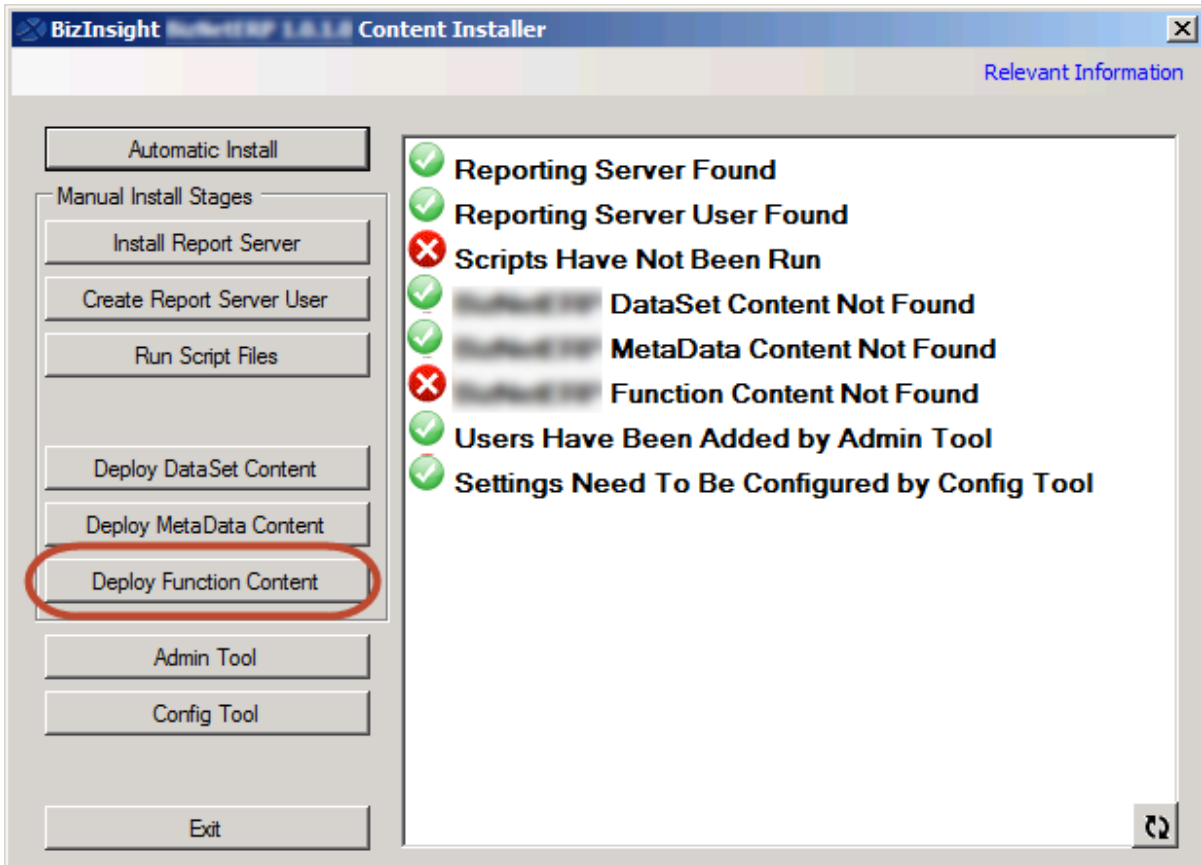 BizInsight Content Installer
Relevant Information
Automatic Install
Manual Install Stages
Install Report Server
Create Report Server User
Run Script Files
Deploy DataSet Content
Deploy MetaData Content
Deploy Function Content
Admin Tool
Config Tool
Exit
Reporting Server Found
Reporting Server User Found
Scripts Have Not Been Run
DataSet Content Not Found
MetaData Content Not Found
Function Content Not Found
Users Have Been Added by Admin Tool
Settings Need To Be Configured by Config Tool